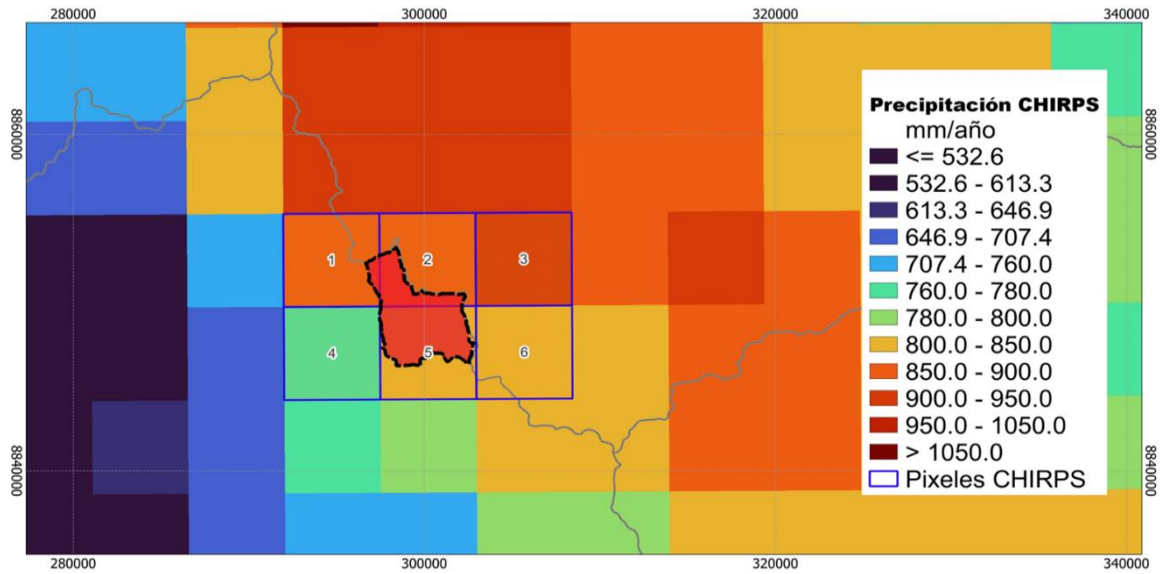 280000 300000 320000 340000
8860000 8860000
Precipitación CHIRPS
mm/año
<= 532.6
532.6 - 613.3
613.3 - 646.9
646.9 - 707.4
707.4 - 760.0
760.0 - 780.0
780.0 - 800.0
800.0 - 850.0
850.0 - 900.0
900.0 - 950.0
950.0 - 1050.0
> 1050.0
Pixeles CHIRPS
1 2 3
4 5 6
8840000 8840000
280000 300000 320000 340000